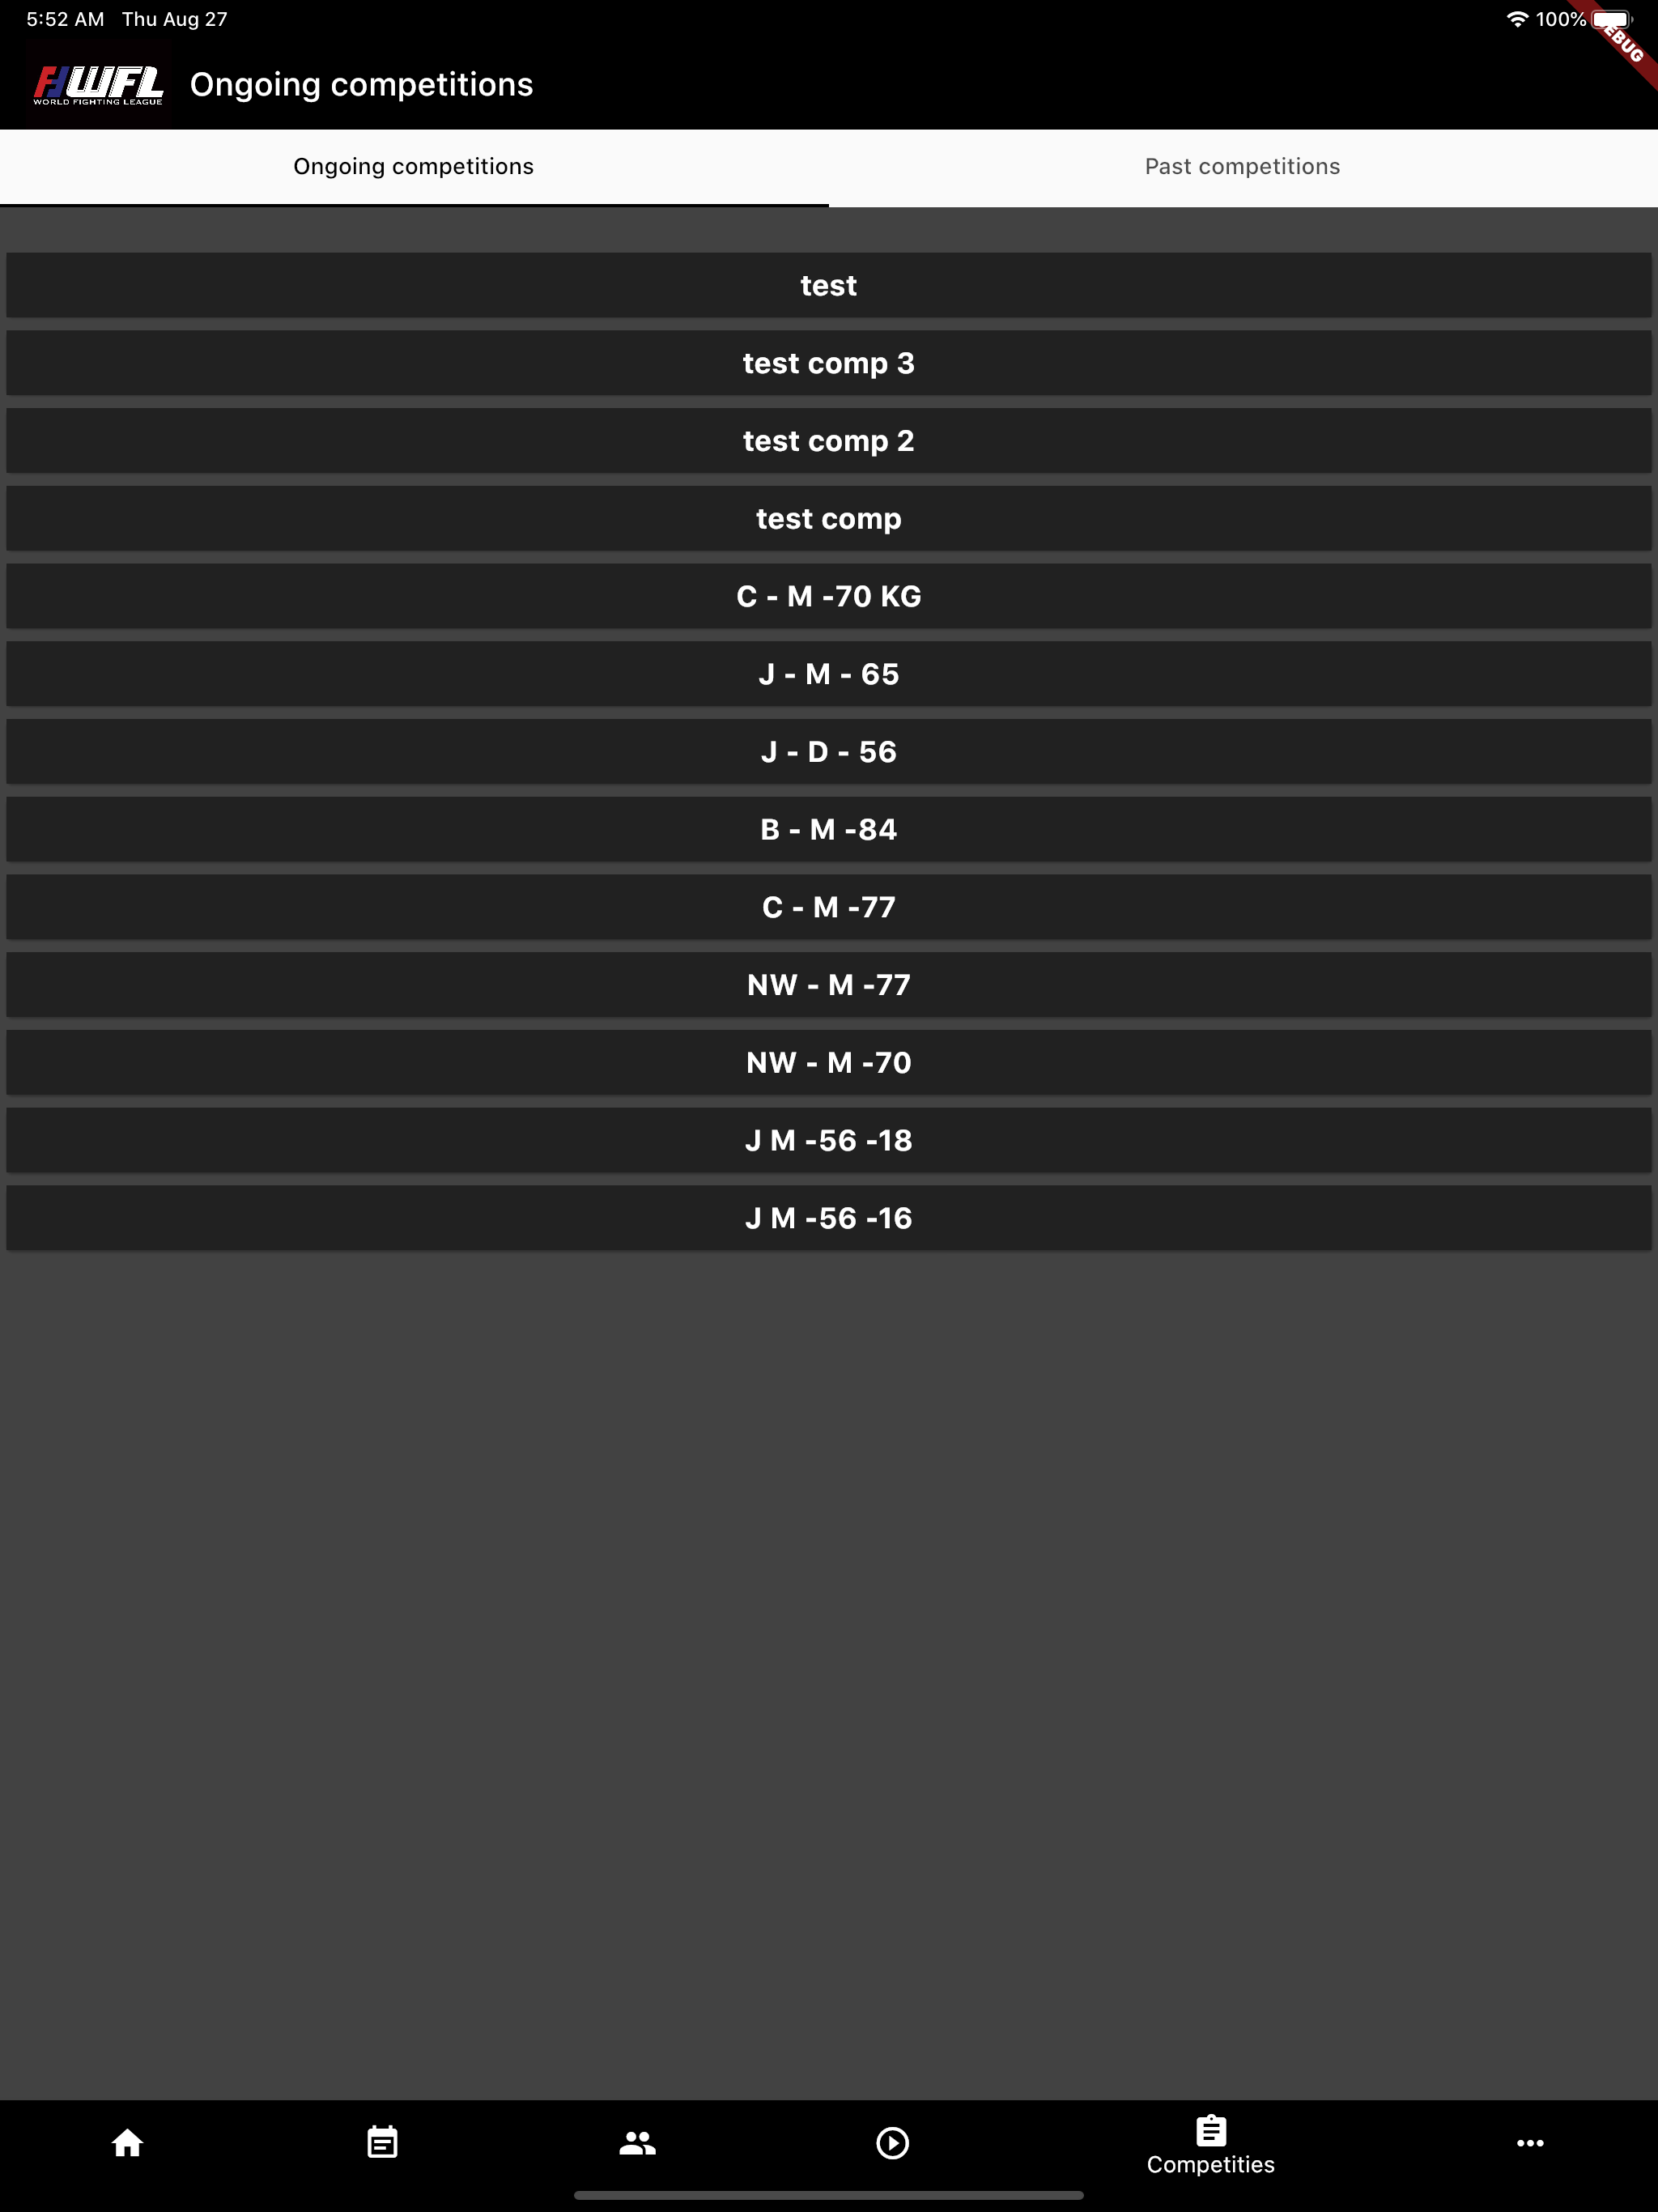 5:52 AM Thu Aug 27
100%
WFL
WORLD FIGHTING LEAGUE
Ongoing competitions
Ongoing competitions
Past competitions
test
test comp 3
test comp 2
test comp
C - M -70 KG
J - M - 65
J - D - 56
B - M -84
C - M -77
NW - M -77
NW - M -70
J M -56 -18
J M -56 -16
Competities